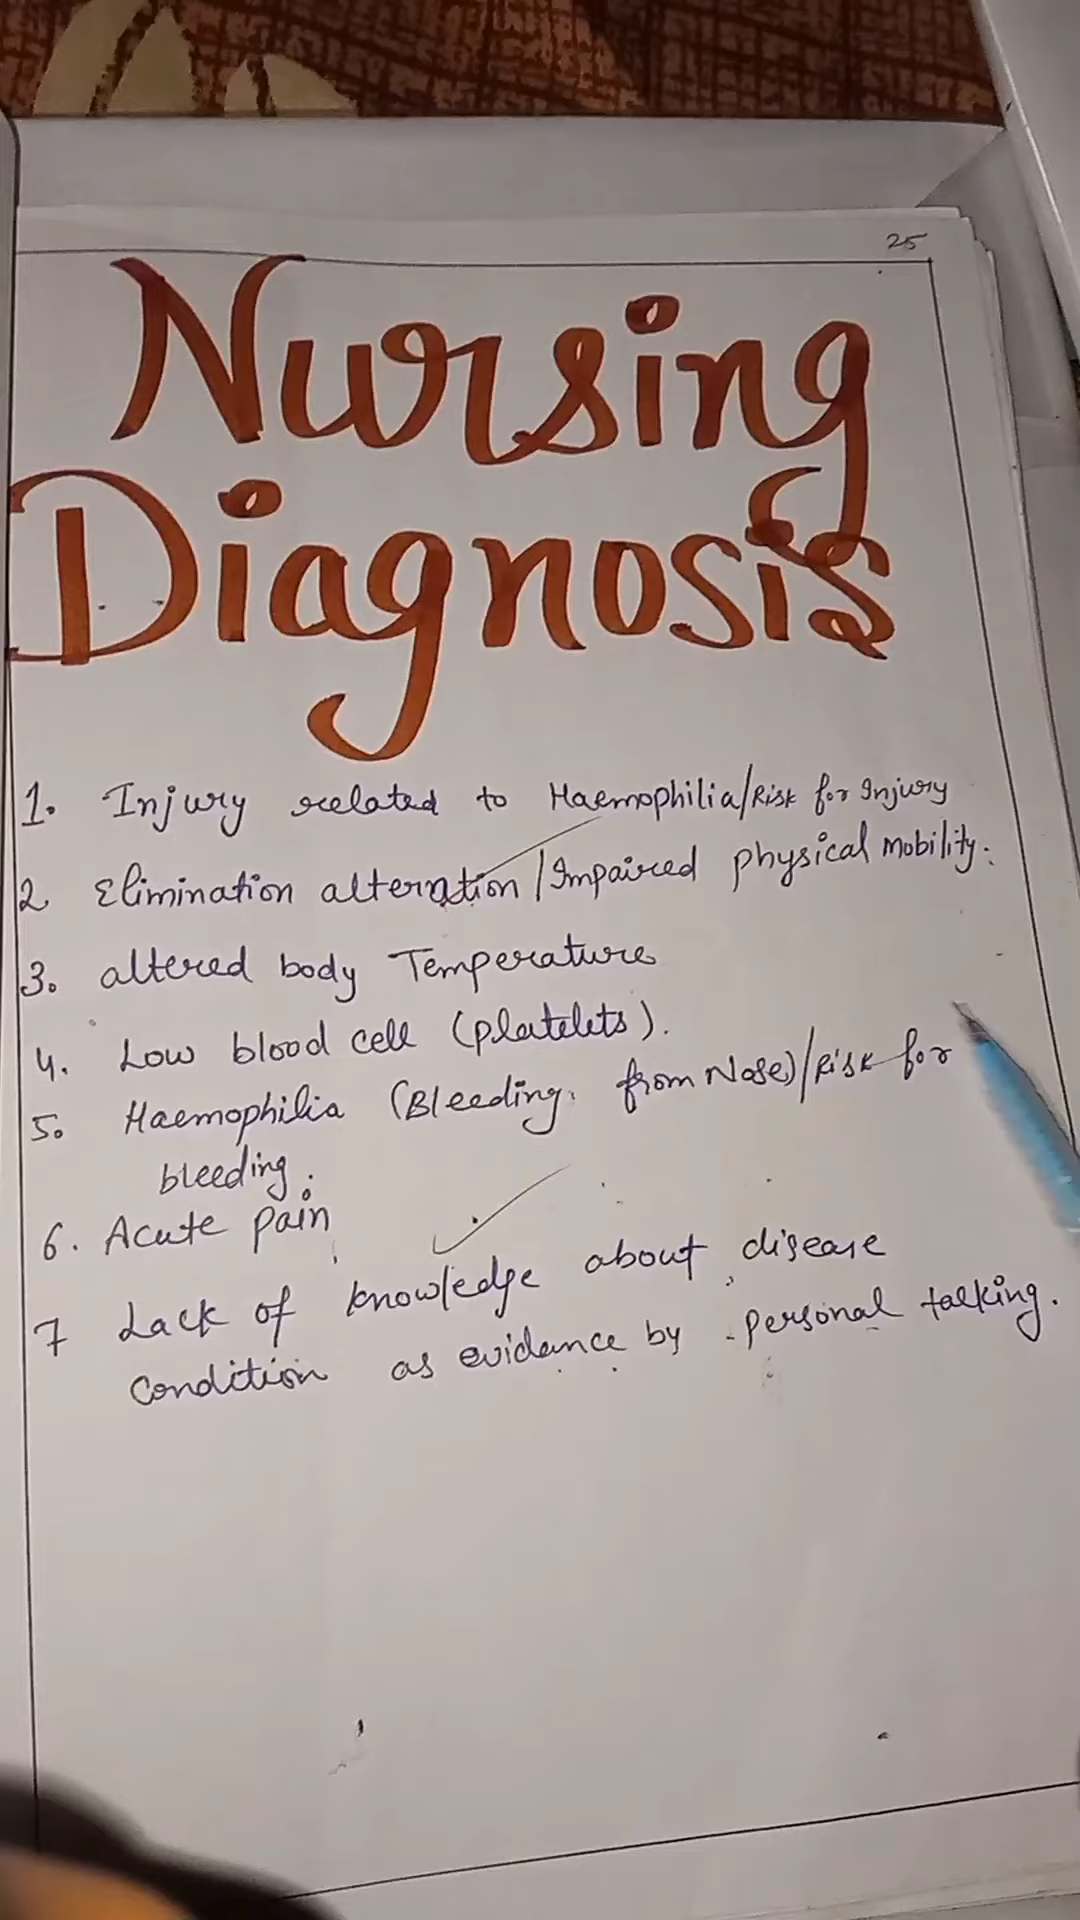 25
Nursing
Diagnosis
1. Injury related to Haemophilia/Risk for Injury
2 Elimination alteration/Impaired physical mobility.
3. altered body Temperature
4. Low blood cell (platelets).
5. Haemophilia (Bleeding from Nose)/Risk for
bleeding.
6. Acute pain
7 Lack of knowledge about disease
condition as evidence by personal talking.